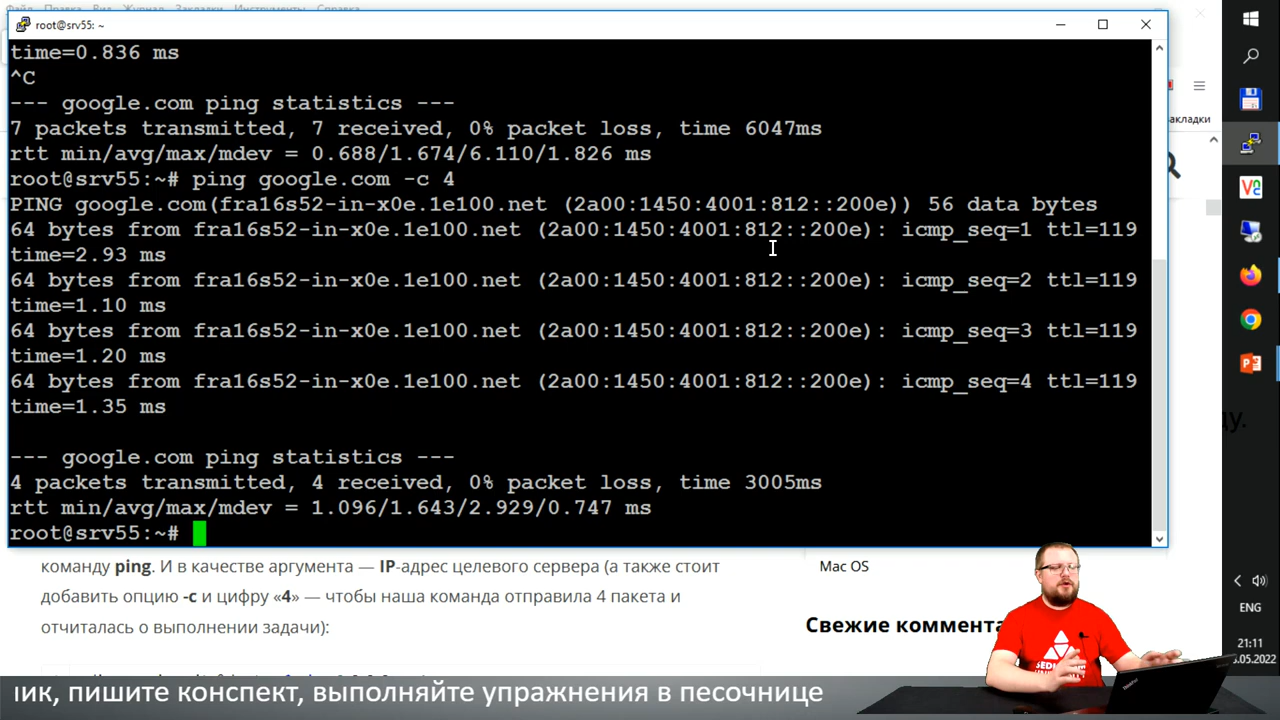 Файл Правка Вид Журнал Закладки Инструменты Справка
root@srv55: ~
time=0.836 ms
^C
--- google.com ping statistics ---
7 packets transmitted, 7 received, 0% packet loss, time 6047ms
rtt min/avg/max/mdev = 0.688/1.674/6.110/1.826 ms
root@srv55:~# ping google.com -c 4
PING google.com(fra16s52-in-x0e.1e100.net (2a00:1450:4001:812::200e)) 56 data bytes
64 bytes from fra16s52-in-x0e.1e100.net (2a00:1450:4001:812::200e): icmp_seq=1 ttl=119
time=2.93 ms
64 bytes from fra16s52-in-x0e.1e100.net (2a00:1450:4001:812::200e): icmp_seq=2 ttl=119
time=1.10 ms
64 bytes from fra16s52-in-x0e.1e100.net (2a00:1450:4001:812::200e): icmp_seq=3 ttl=119
time=1.20 ms
64 bytes from fra16s52-in-x0e.1e100.net (2a00:1450:4001:812::200e): icmp_seq=4 ttl=119
time=1.35 ms
--- google.com ping statistics ---
4 packets transmitted, 4 received, 0% packet loss, time 3005ms
rtt min/avg/max/mdev = 1.096/1.643/2.929/0.747 ms
root@srv55:~#
закладки
ду.
команду ping. И в качестве аргумента — IP-адрес целевого сервера (а также стоит
добавить опцию -c и цифру «4» — чтобы наша команда отправила 4 пакета и
отчиталась о выполнении задачи):
Mac OS
Свежие коммента
ENG
21:11
.05.2022
ник, пишите конспект, выполняйте упражнения в песочнице